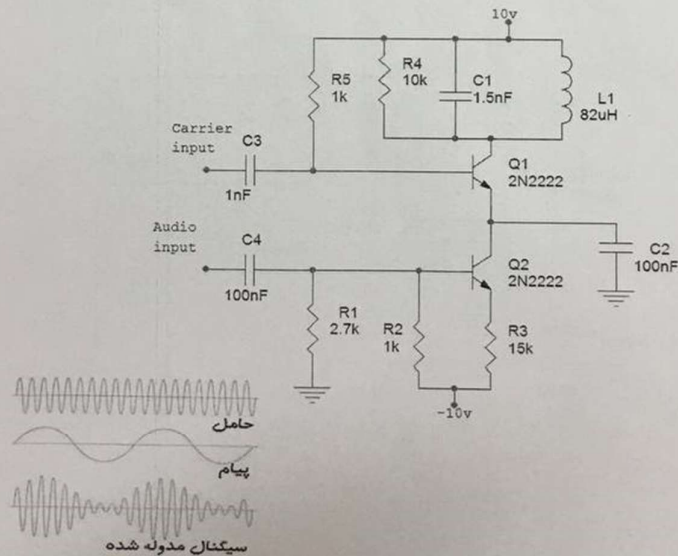 10v
R5
1k
R4
10k
C1
1.5nF
L1
82uH
Carrier
input
C3
1nF
Q1
2N2222
Audio
input
C4
100nF
Q2
2N2222
C2
100nF
R1
2.7k
R2
1k
R3
15k
-10v
حامل
پیام
سیگنال مدوله شده